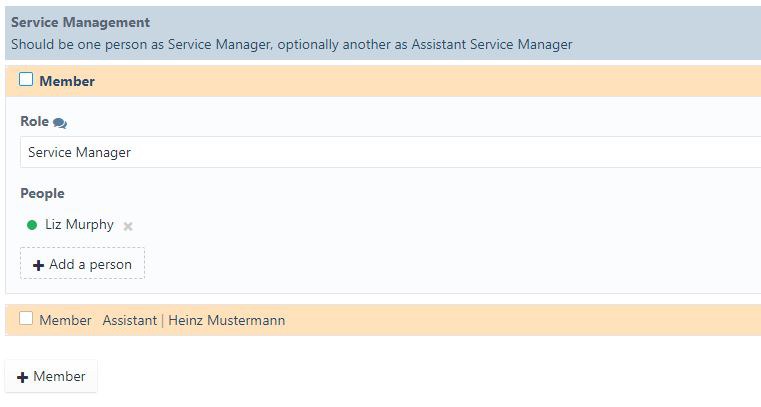 Service Management
Should be one person as Service Manager, optionally another as Assistant Service Manager
Member
Role
Service Manager
People
Liz Murphy ×
+ Add a person
Member Assistant | Heinz Mustermann
+ Member